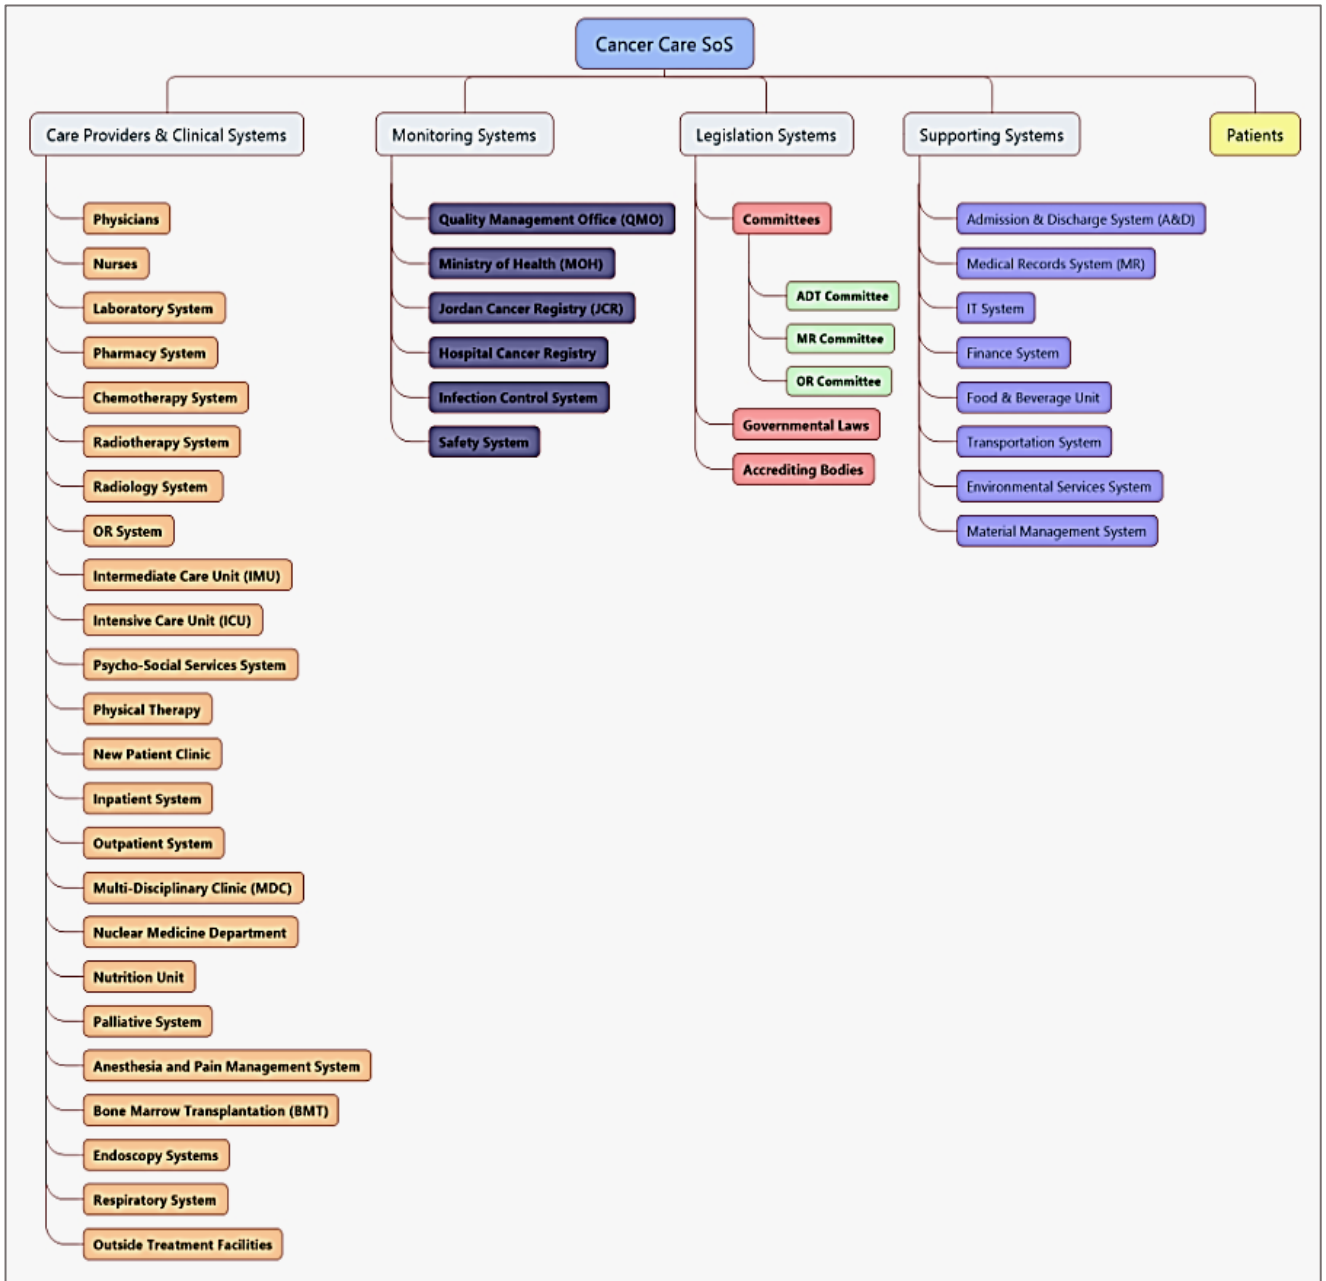 Cancer Care SoS
Care Providers & Clinical Systems
Physicians
Nurses
Laboratory System
Pharmacy System
Chemotherapy System
Radiotherapy System
Radiology System
OR System
Intermediate Care Unit (IMU)
Intensive Care Unit (ICU)
Psycho-Social Services System
Physical Therapy
New Patient Clinic
Inpatient System
Outpatient System
Multi-Disciplinary Clinic (MDC)
Nuclear Medicine Department
Nutrition Unit
Palliative System
Anesthesia and Pain Management System
Bone Marrow Transplantation (BMT)
Endoscopy Systems
Respiratory System
Outside Treatment Facilities
Monitoring Systems
Quality Management Office (QMO)
Ministry of Health (MOH)
Jordan Cancer Registry (JCR)
Hospital Cancer Registry
Infection Control System
Safety System
Legislation Systems
Committees
ADT Committee
MR Committee
OR Committee
Governmental Laws
Accrediting Bodies
Supporting Systems
Admission & Discharge System (A&D)
Medical Records System (MR)
IT System
Finance System
Food & Beverage Unit
Transportation System
Environmental Services System
Material Management System
Patients